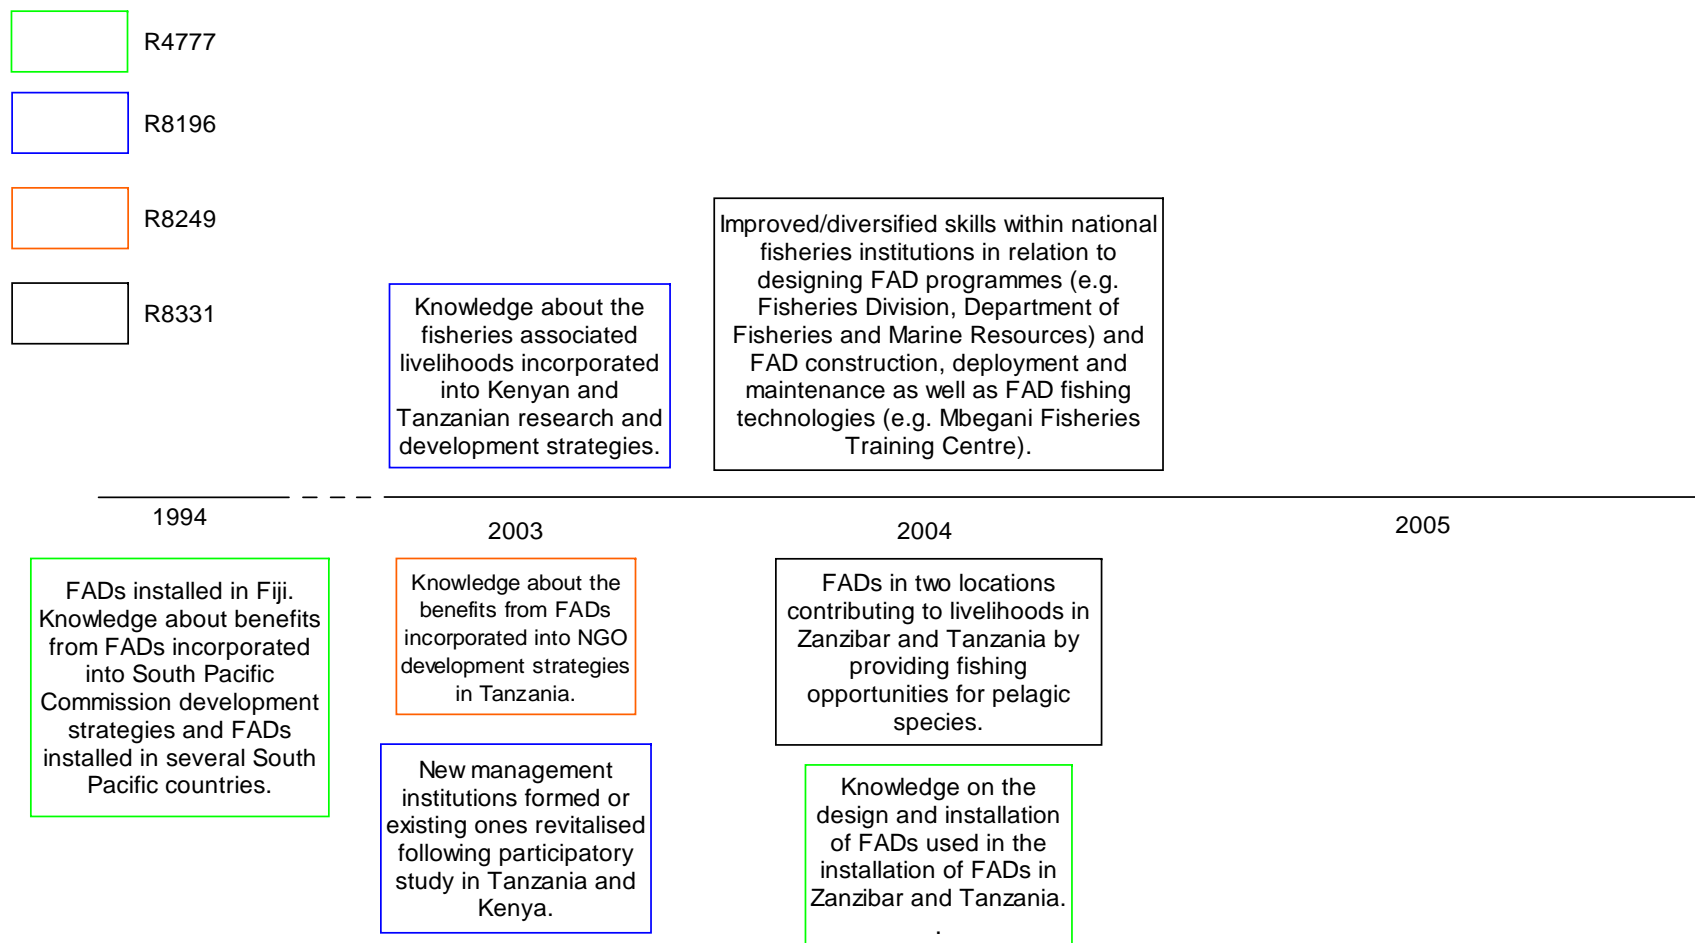 R4777
R8196
R8249
R8331
Improved/diversified skills within national
fisheries institutions in relation to
designing FAD programmes (e.g.
Fisheries Division, Department of
Fisheries and Marine Resources) and
FAD construction, deployment and
maintenance as well as FAD fishing
technologies (e.g. Mbegani Fisheries
Training Centre).
Knowledge about the
fisheries associated
livelihoods incorporated
into Kenyan and
Tanzanian research and
development strategies.
1994
2003
2004
2005
FADs installed in Fiji.
Knowledge about benefits
from FADs incorporated
into South Pacific
Commission development
strategies and FADs
installed in several South
Pacific countries.
Knowledge about the
benefits from FADs
incorporated into NGO
development strategies
in Tanzania.
New management
institutions formed or
existing ones revitalised
following participatory
study in Tanzania and
Kenya.
FADs in two locations
contributing to livelihoods in
Zanzibar and Tanzania by
providing fishing
opportunities for pelagic
species.
Knowledge on the
design and installation
of FADs used in the
installation of FADs in
Zanzibar and Tanzania.
.